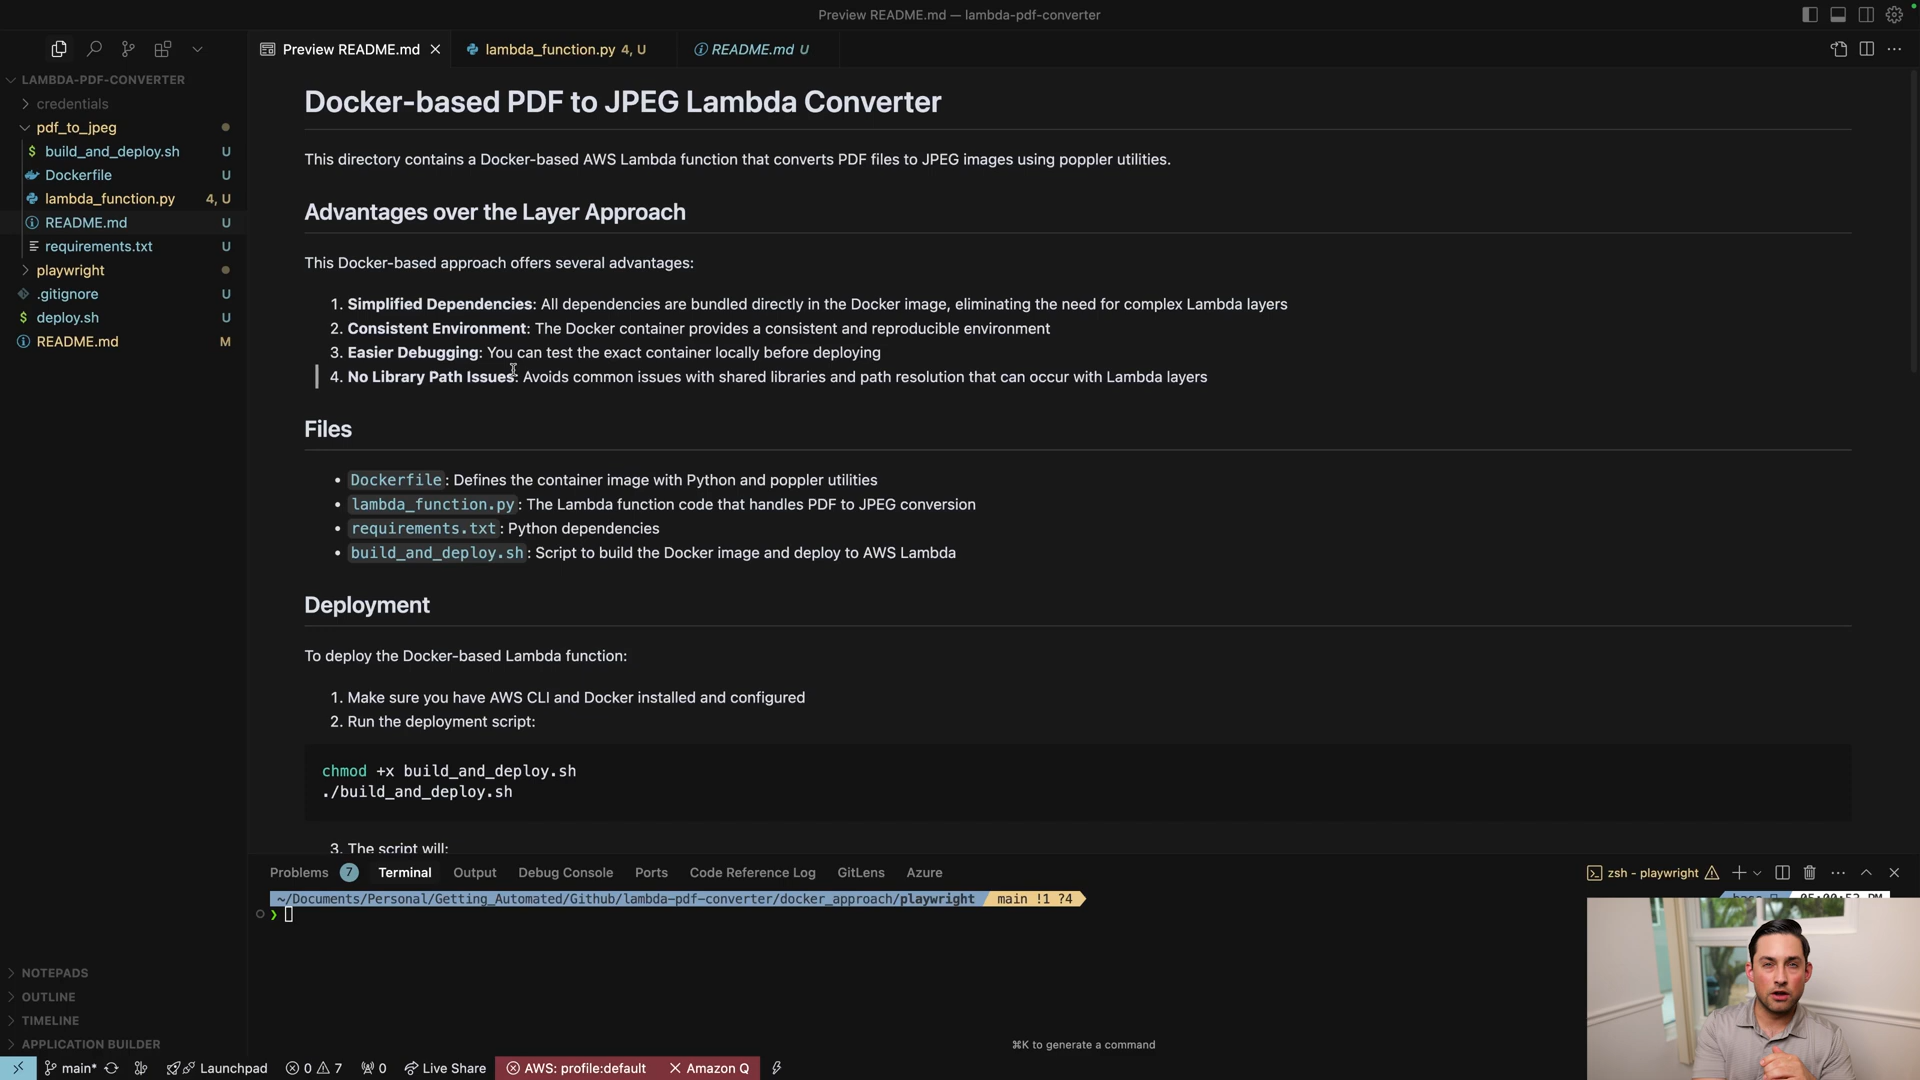 Preview README.md — lambda-pdf-converter
Preview README.md
lambda_function.py 4, U
README.md U
LAMBDA-PDF-CONVERTER
credentials
pdf_to_jpeg
build_and_deploy.sh U
Dockerfile U
lambda_function.py 4, U
README.md U
requirements.txt U
playwright
.gitignore U
deploy.sh U
README.md M
NOTEPADS
OUTLINE
TIMELINE
APPLICATION BUILDER
Docker-based PDF to JPEG Lambda Converter
This directory contains a Docker-based AWS Lambda function that converts PDF files to JPEG images using poppler utilities.
Advantages over the Layer Approach
This Docker-based approach offers several advantages:
1. Simplified Dependencies: All dependencies are bundled directly in the Docker image, eliminating the need for complex Lambda layers
2. Consistent Environment: The Docker container provides a consistent and reproducible environment
3. Easier Debugging: You can test the exact container locally before deploying
4. No Library Path Issues: Avoids common issues with shared libraries and path resolution that can occur with Lambda layers
Files
• Dockerfile: Defines the container image with Python and poppler utilities
• lambda_function.py: The Lambda function code that handles PDF to JPEG conversion
• requirements.txt: Python dependencies
• build_and_deploy.sh: Script to build the Docker image and deploy to AWS Lambda
Deployment
To deploy the Docker-based Lambda function:
1. Make sure you have AWS CLI and Docker installed and configured
2. Run the deployment script:
chmod +x build_and_deploy.sh
./build_and_deploy.sh
3. The script will:
Problems 7 Terminal Output Debug Console Ports Code Reference Log GitLens Azure
zsh - playwright
~/Documents/Personal/Getting_Automated/Github/lambda-pdf-converter/docker_approach/playwright main !1 ?4
❯
⌘K to generate a command
main* Launchpad 0 7 0 Live Share AWS: profile:default Amazon Q